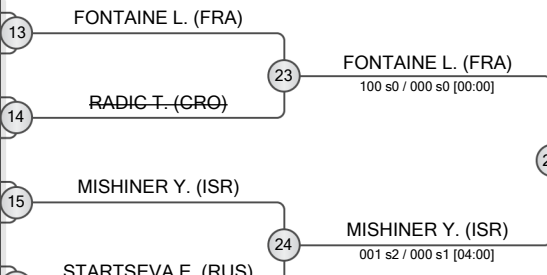 FONTAINE L. (FRA)
13
23
FONTAINE L. (FRA)
100 s0 / 000 s0 [00:00]
RADIC T. (CRO)
14
MISHINER Y. (ISR)
15
24
MISHINER Y. (ISR)
001 s2 / 000 s1 [04:00]
STARTSEVA E. (RUS)